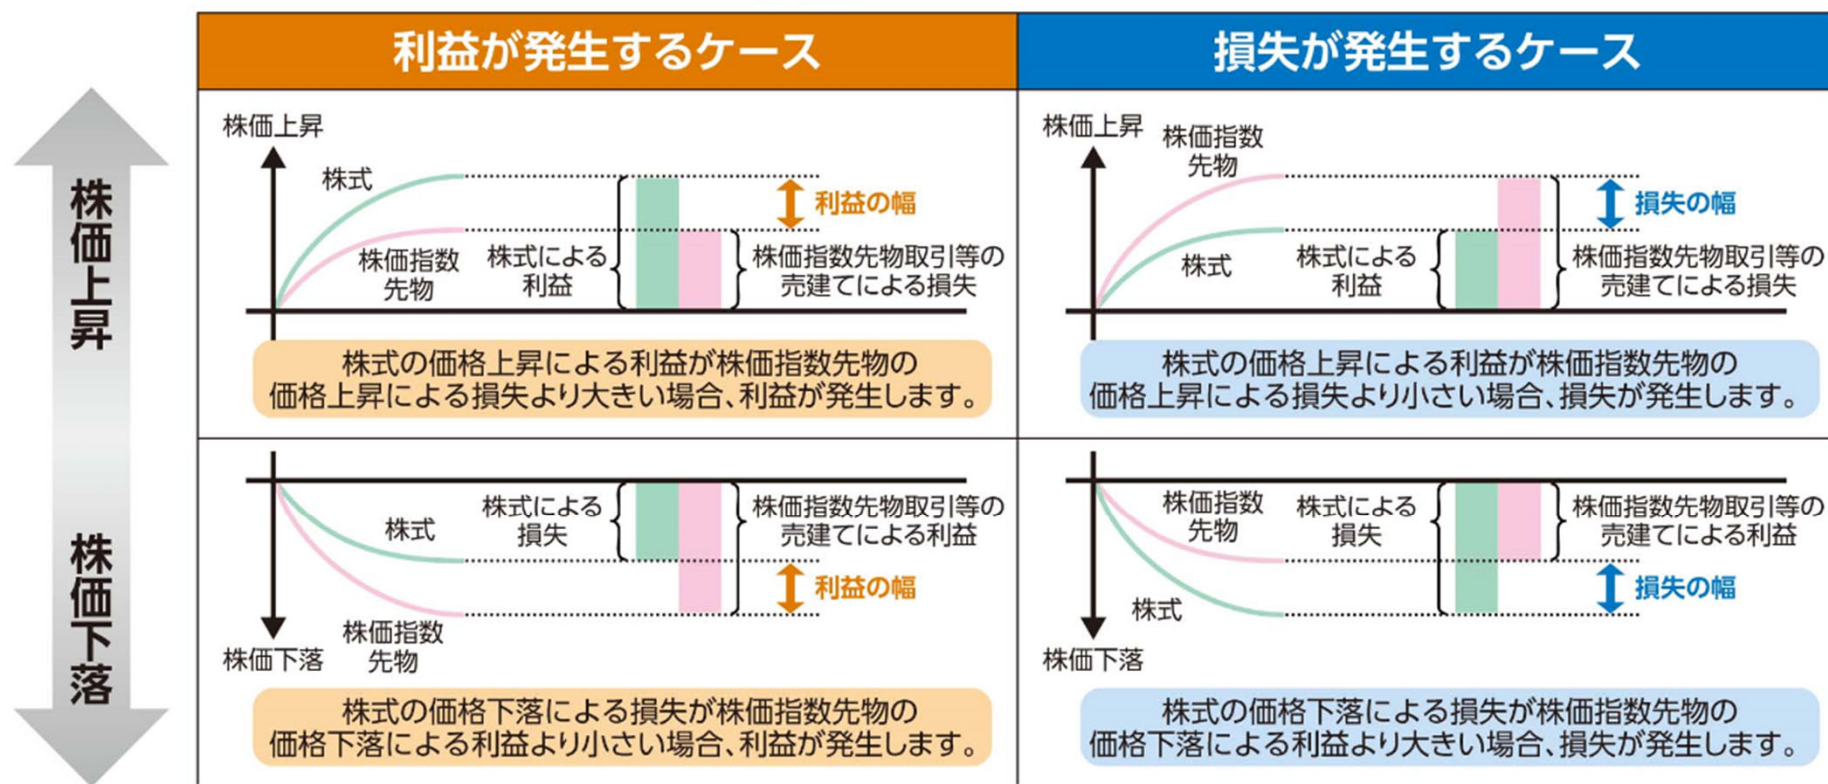 利益が発生するケース
損失が発生するケース
株価上昇
株価下落
株価上昇
株式
株価指数
先物
株式による
利益
利益の幅
株価指数先物取引等の
売建てによる損失
株式の価格上昇による利益が株価指数先物の
価格上昇による損失より大きい場合、利益が発生します。
株価上昇
株価指数
先物
株式
株式による
利益
損失の幅
株価指数先物取引等の
売建てによる損失
株式の価格上昇による利益が株価指数先物の
価格上昇による損失より小さい場合、損失が発生します。
株式
株式による
損失
株価指数先物取引等の
売建てによる利益
利益の幅
株価指数
先物
株価下落
株式の価格下落による損失が株価指数先物の
価格下落による利益より小さい場合、利益が発生します。
株価指数
先物
株式による
損失
株価指数先物取引等の
売建てによる利益
損失の幅
株式
株価下落
株式の価格下落による損失が株価指数先物の
価格下落による利益より大きい場合、損失が発生します。